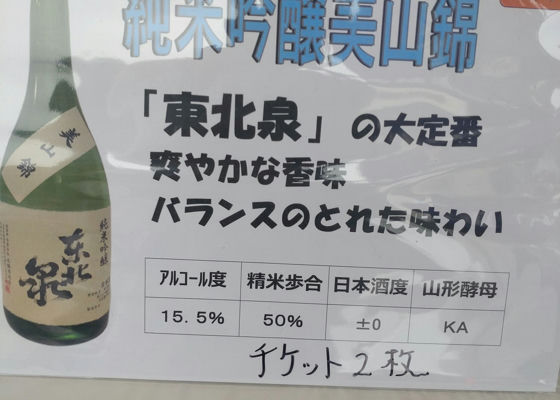 純米吟醸美山錦
「東北泉」の大定番
爽やかな香味
バランスのとれた味わい
アルコール度 精米歩合 日本酒度 山形酵母
15.5% 50% ±0 KA
チケット2枚
美山錦
純米吟醸
東北泉